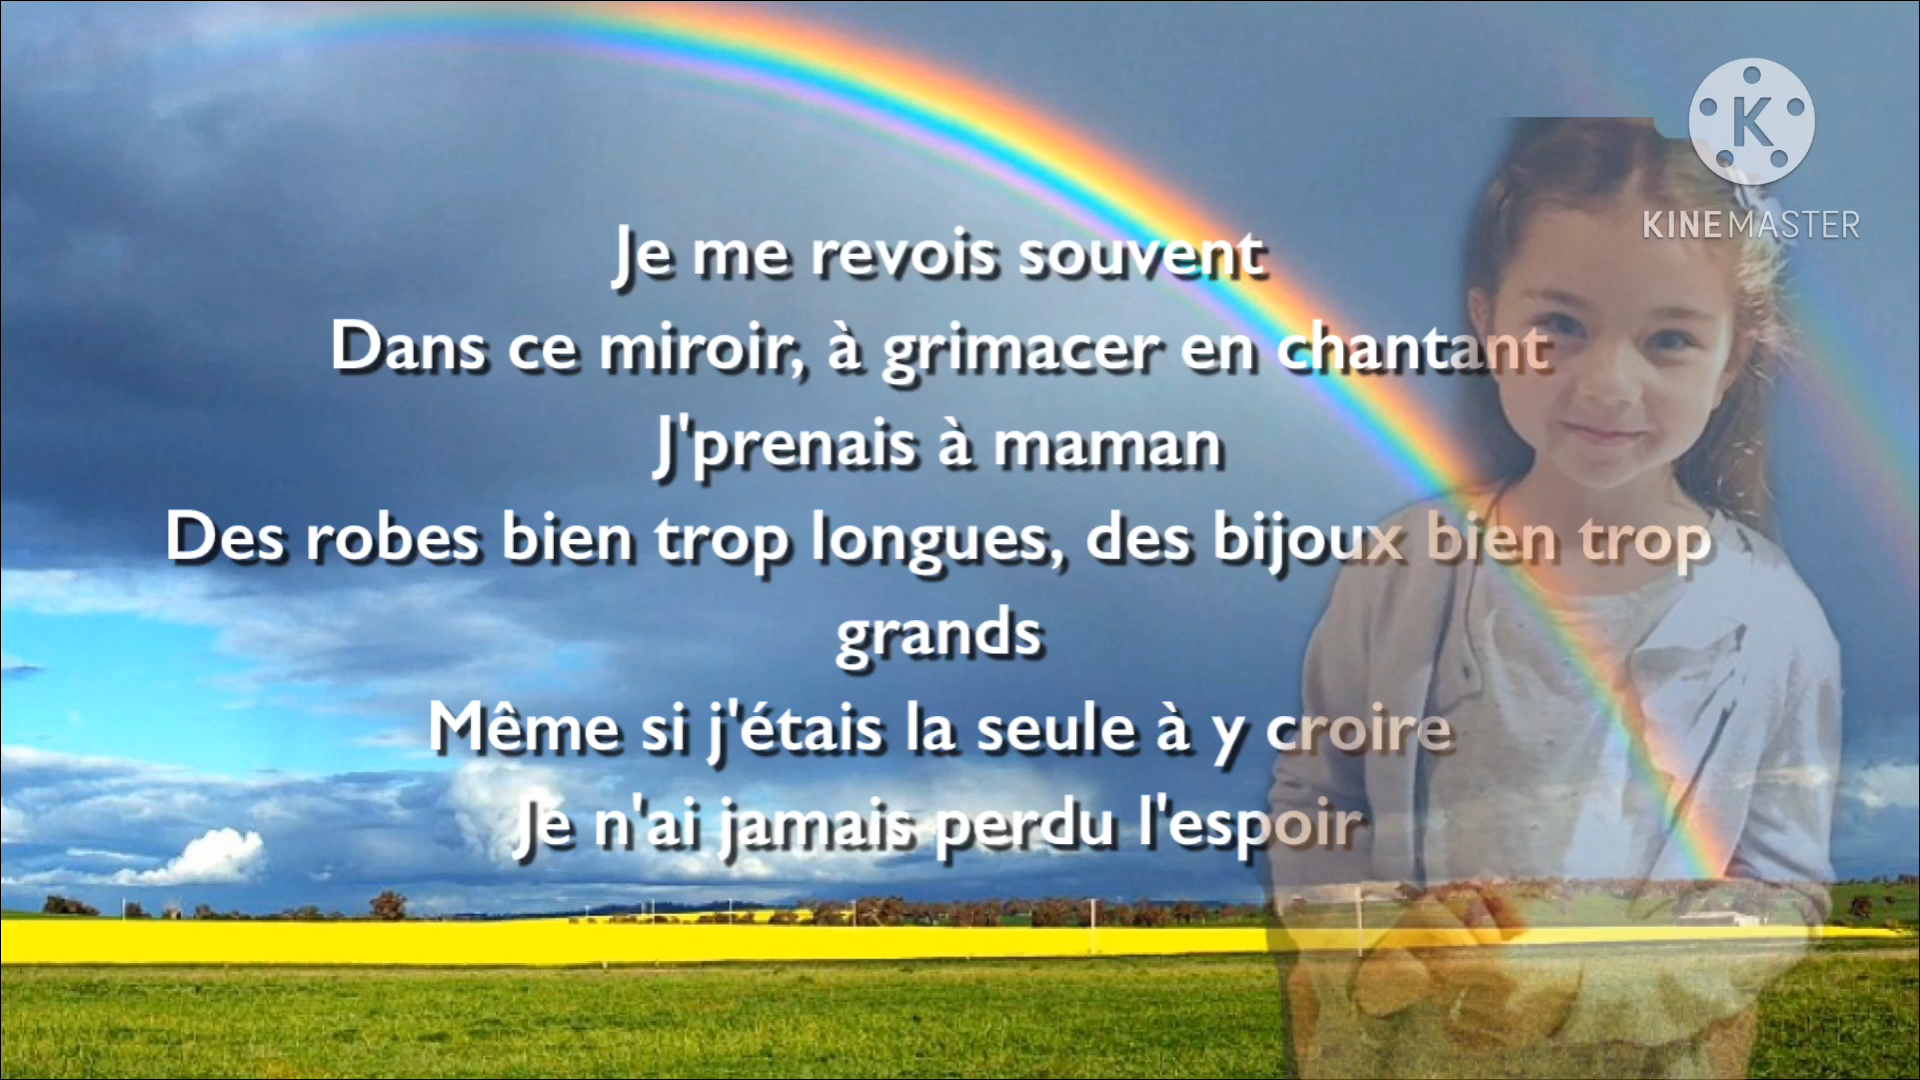 KINEMASTER
Je me revois souvent
Dans ce miroir, à grimacer en chantant
J'prenais à maman
Des robes bien trop longues, des bijoux bien trop
grands
Même si j'étais la seule à y croire
Je n'ai jamais perdu l'espoir